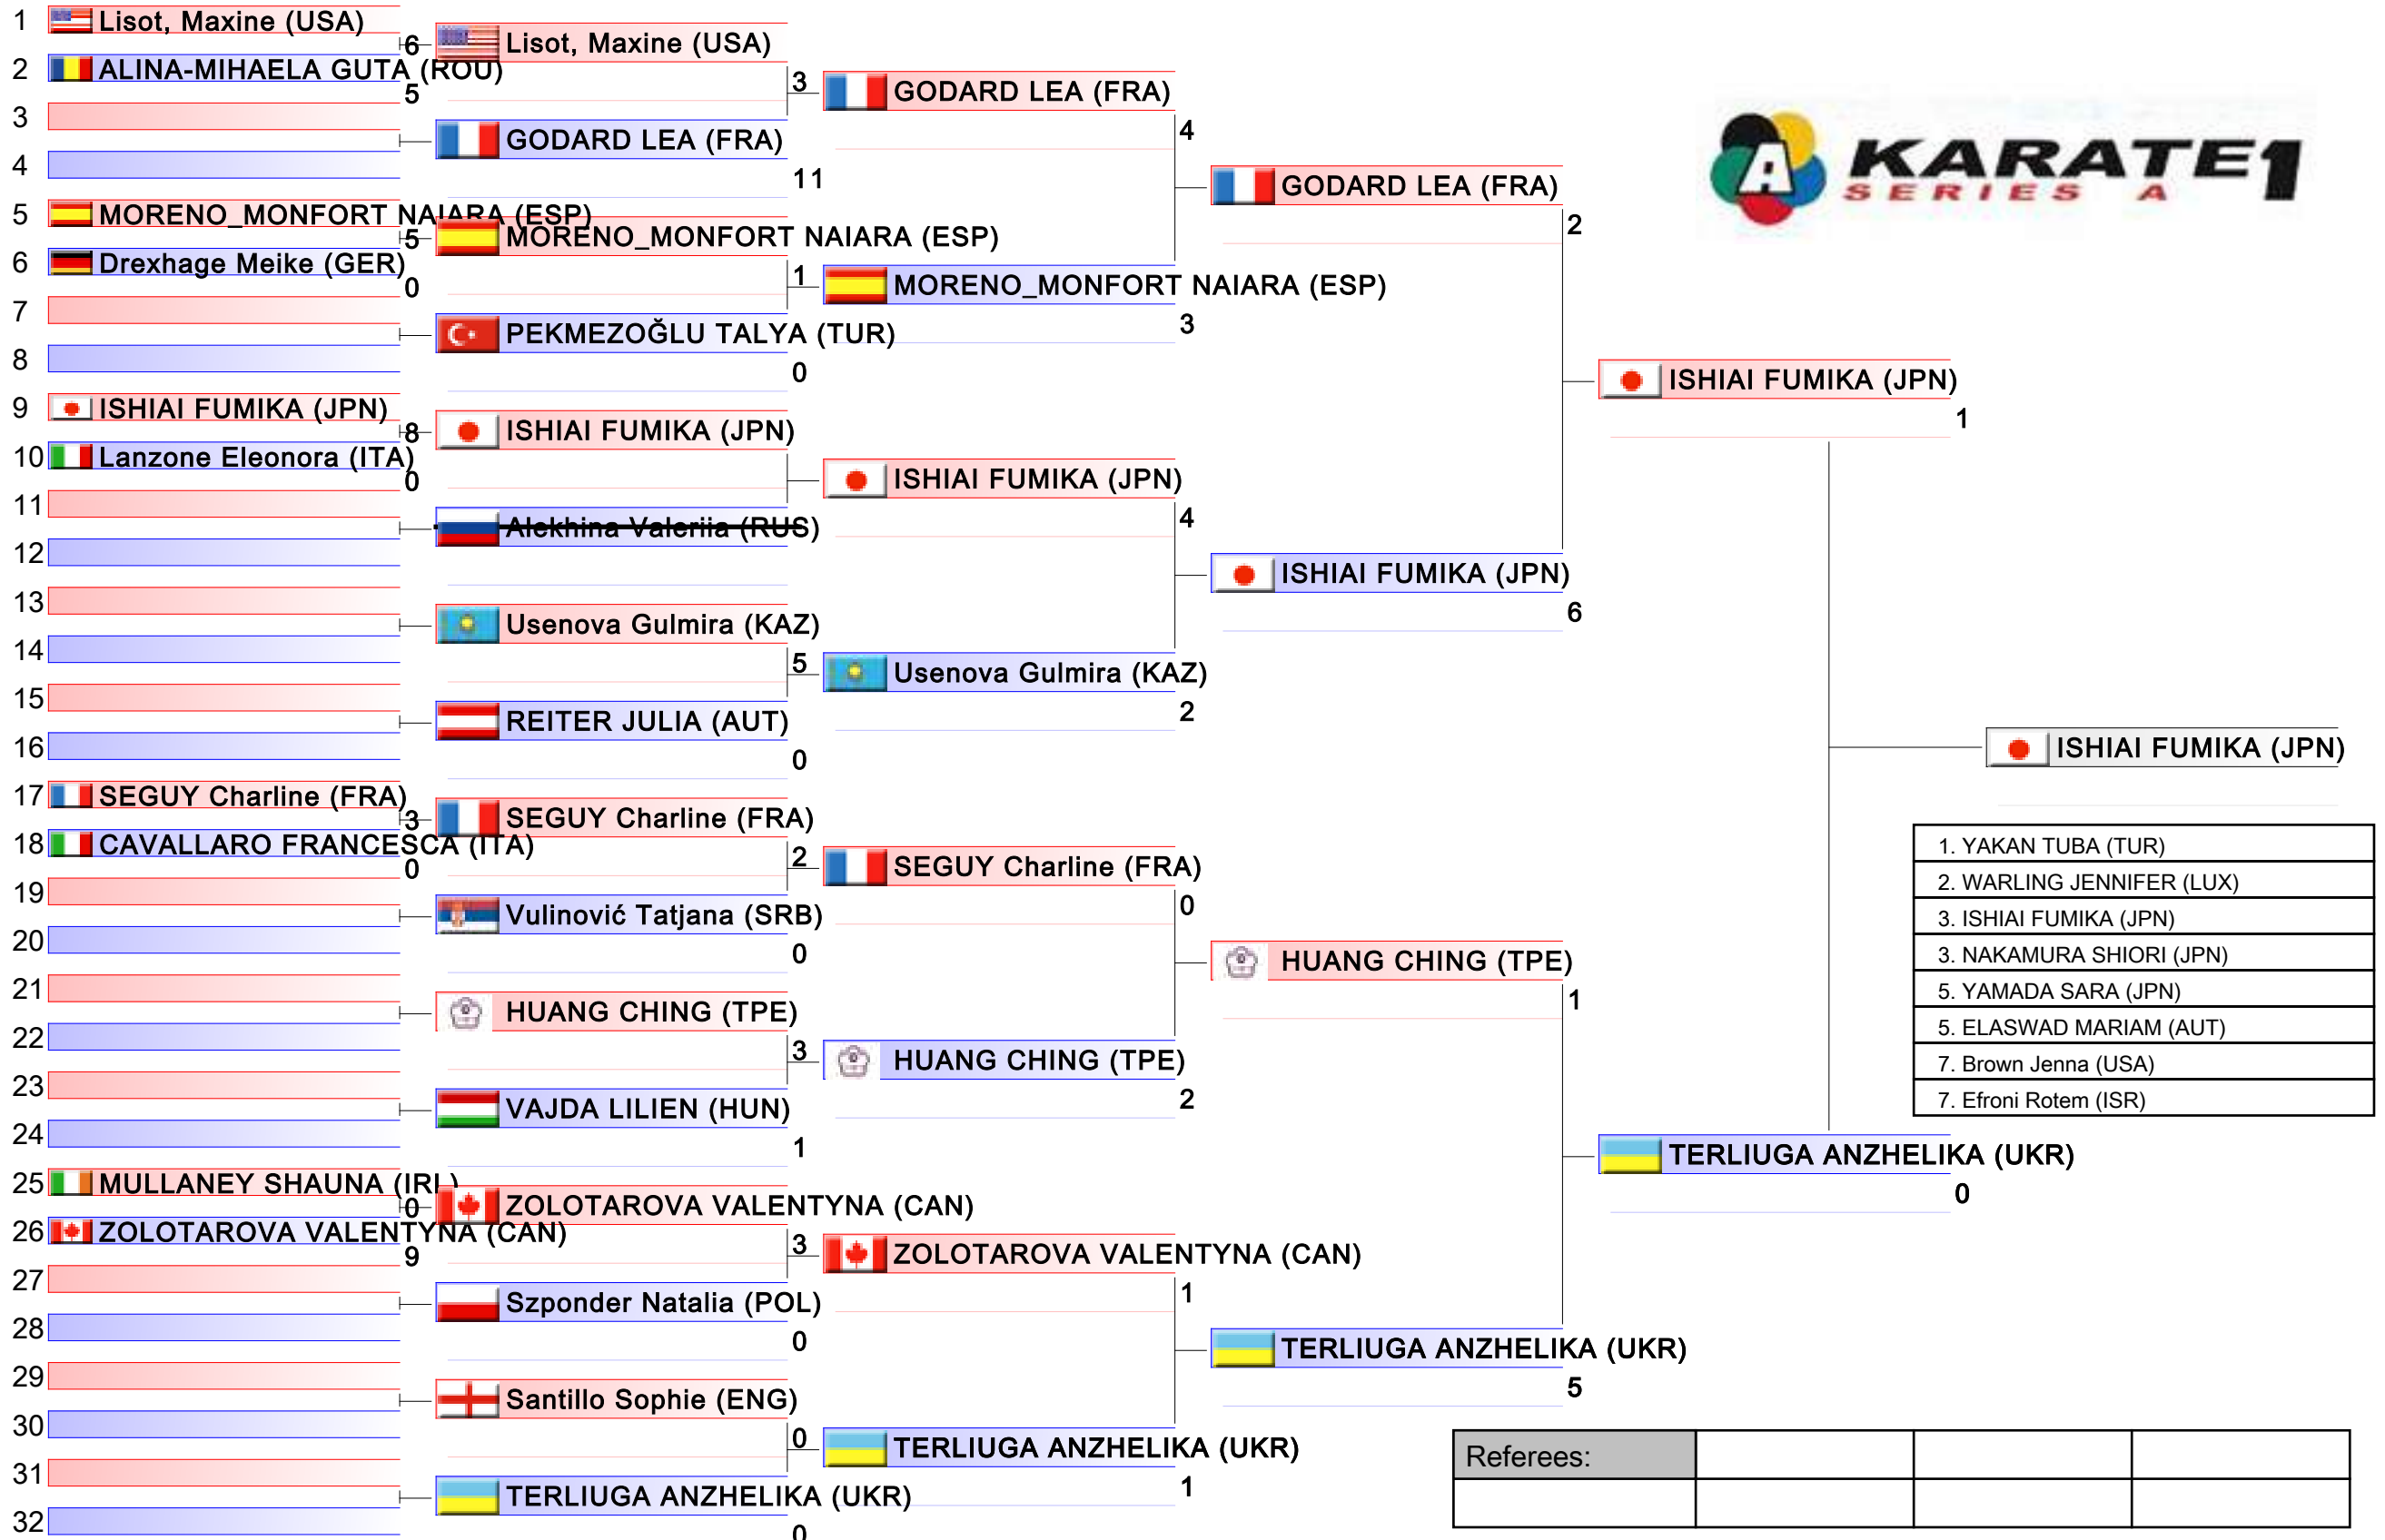 1 Lisot, Maxine (USA)
6
2 ALINA-MIHAELA GUTA (ROU)
5
3
4
5 MORENO_MONFORT NAIARA (ESP)
5
6 Drexhage Meike (GER)
0
7
8
9 ISHIAI FUMIKA (JPN)
8
10 Lanzone Eleonora (ITA)
0
11
12
13
14
15
16
17 SEGUY Charline (FRA)
3
18 CAVALLARO FRANCESCA (ITA)
0
19
20
21
22
23
24
25 MULLANEY SHAUNA (IRL)
0
26 ZOLOTAROVA VALENTYNA (CAN)
9
27
28
29
30
31
32
Lisot, Maxine (USA)
3
GODARD LEA (FRA)
11
MORENO_MONFORT NAIARA (ESP)
1
PEKMEZOĞLU TALYA (TUR)
0
ISHIAI FUMIKA (JPN)
Alekhina Valeriia (RUS)
Usenova Gulmira (KAZ)
5
REITER JULIA (AUT)
0
SEGUY Charline (FRA)
2
Vulinović Tatjana (SRB)
0
HUANG CHING (TPE)
3
VAJDA LILIEN (HUN)
1
ZOLOTAROVA VALENTYNA (CAN)
3
Szponder Natalia (POL)
0
Santillo Sophie (ENG)
0
TERLIUGA ANZHELIKA (UKR)
0
GODARD LEA (FRA)
4
MORENO_MONFORT NAIARA (ESP)
3
ISHIAI FUMIKA (JPN)
4
Usenova Gulmira (KAZ)
2
SEGUY Charline (FRA)
0
HUANG CHING (TPE)
2
ZOLOTAROVA VALENTYNA (CAN)
1
TERLIUGA ANZHELIKA (UKR)
1
GODARD LEA (FRA)
2
ISHIAI FUMIKA (JPN)
6
HUANG CHING (TPE)
1
TERLIUGA ANZHELIKA (UKR)
5
ISHIAI FUMIKA (JPN)
1
TERLIUGA ANZHELIKA (UKR)
0
ISHIAI FUMIKA (JPN)
A KARATE1
SERIES A
1. YAKAN TUBA (TUR)
2. WARLING JENNIFER (LUX)
3. ISHIAI FUMIKA (JPN)
3. NAKAMURA SHIORI (JPN)
5. YAMADA SARA (JPN)
5. ELASWAD MARIAM (AUT)
7. Brown Jenna (USA)
7. Efroni Rotem (ISR)
Referees: